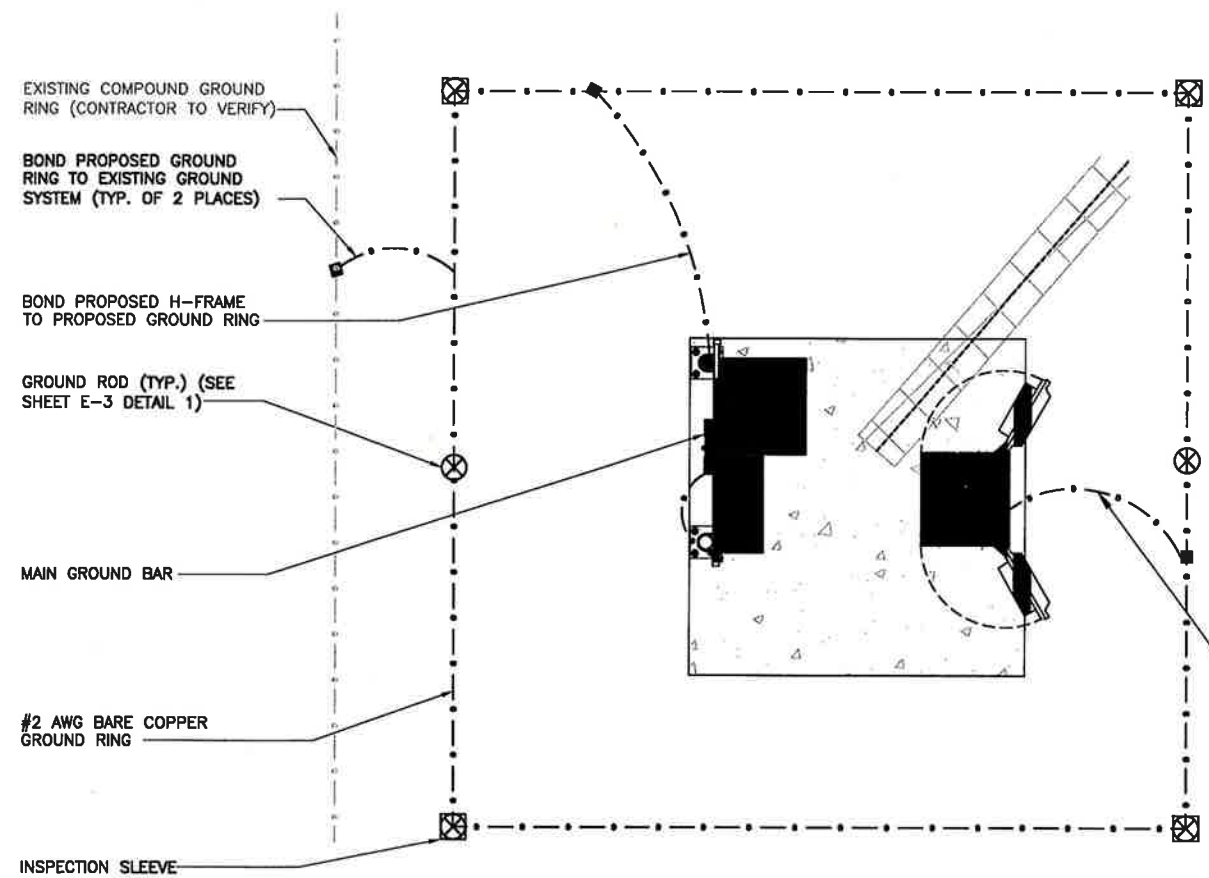 EXISTING COMPOUND GROUND
RING (CONTRACTOR TO VERIFY)
BOND PROPOSED GROUND
RING TO EXISTING GROUND
SYSTEM (TYP. OF 2 PLACES)
BOND PROPOSED H-FRAME
TO PROPOSED GROUND RING
GROUND ROD (TYP.) (SEE
SHEET E-3 DETAIL 1)
MAIN GROUND BAR
#2 AWG BARE COPPER
GROUND RING
INSPECTION SLEEVE